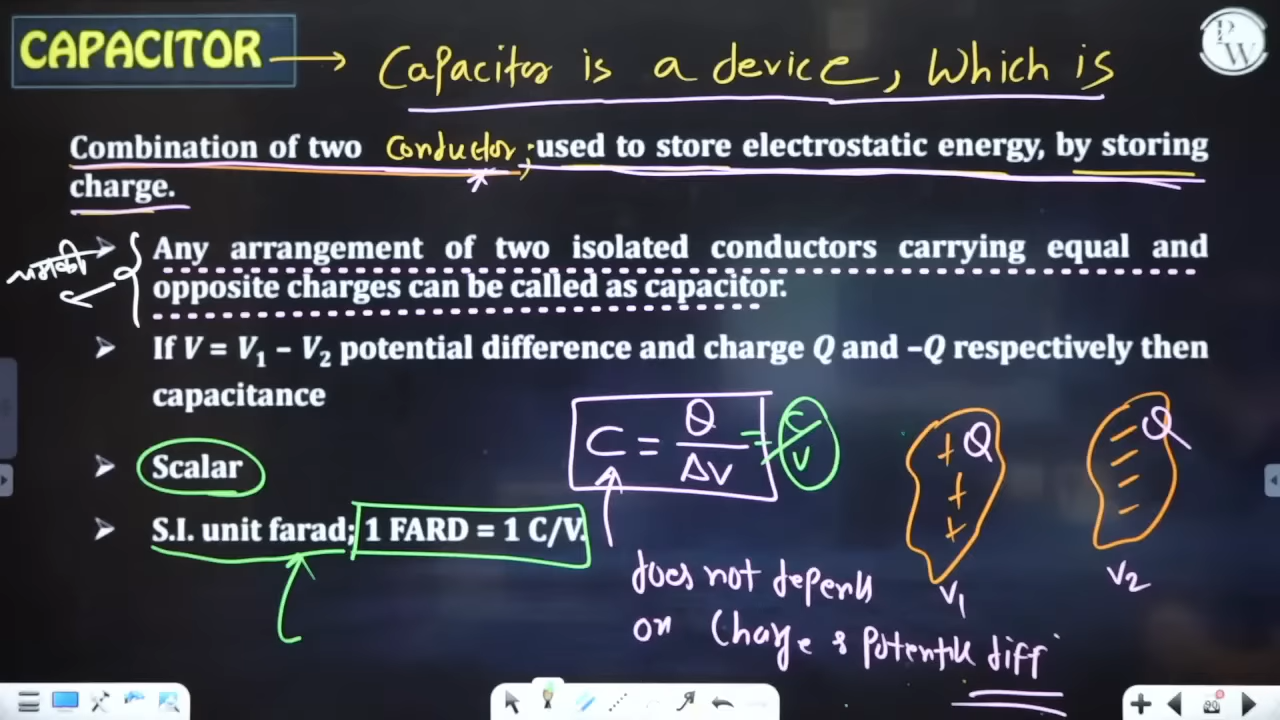 CAPACITOR → Capacitor is a device, Which is
PW
Combination of two Conductor, used to store electrostatic energy, by storing
charge.
➤ Any arrangement of two isolated conductors carrying equal and
opposite charges can be called as capacitor.
➤ If V = V₁ − V₂ potential difference and charge Q and −Q respectively then
capacitance
C = Q/ΔV = C/V
+ Q
+
+
− Q
−
−
−
➤ Scalar
➤ S.I. unit farad; 1 FARD = 1 C/V.
V₁
V₂
does not depends
on Charge & Potential diff